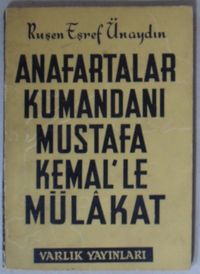 Ruşen Eşref Ünaydın
ANAFARTALAR
KUMANDANI
MUSTAFA
KEMAL'LE
MÜLÂKAT
VARLIK YAYINLARI